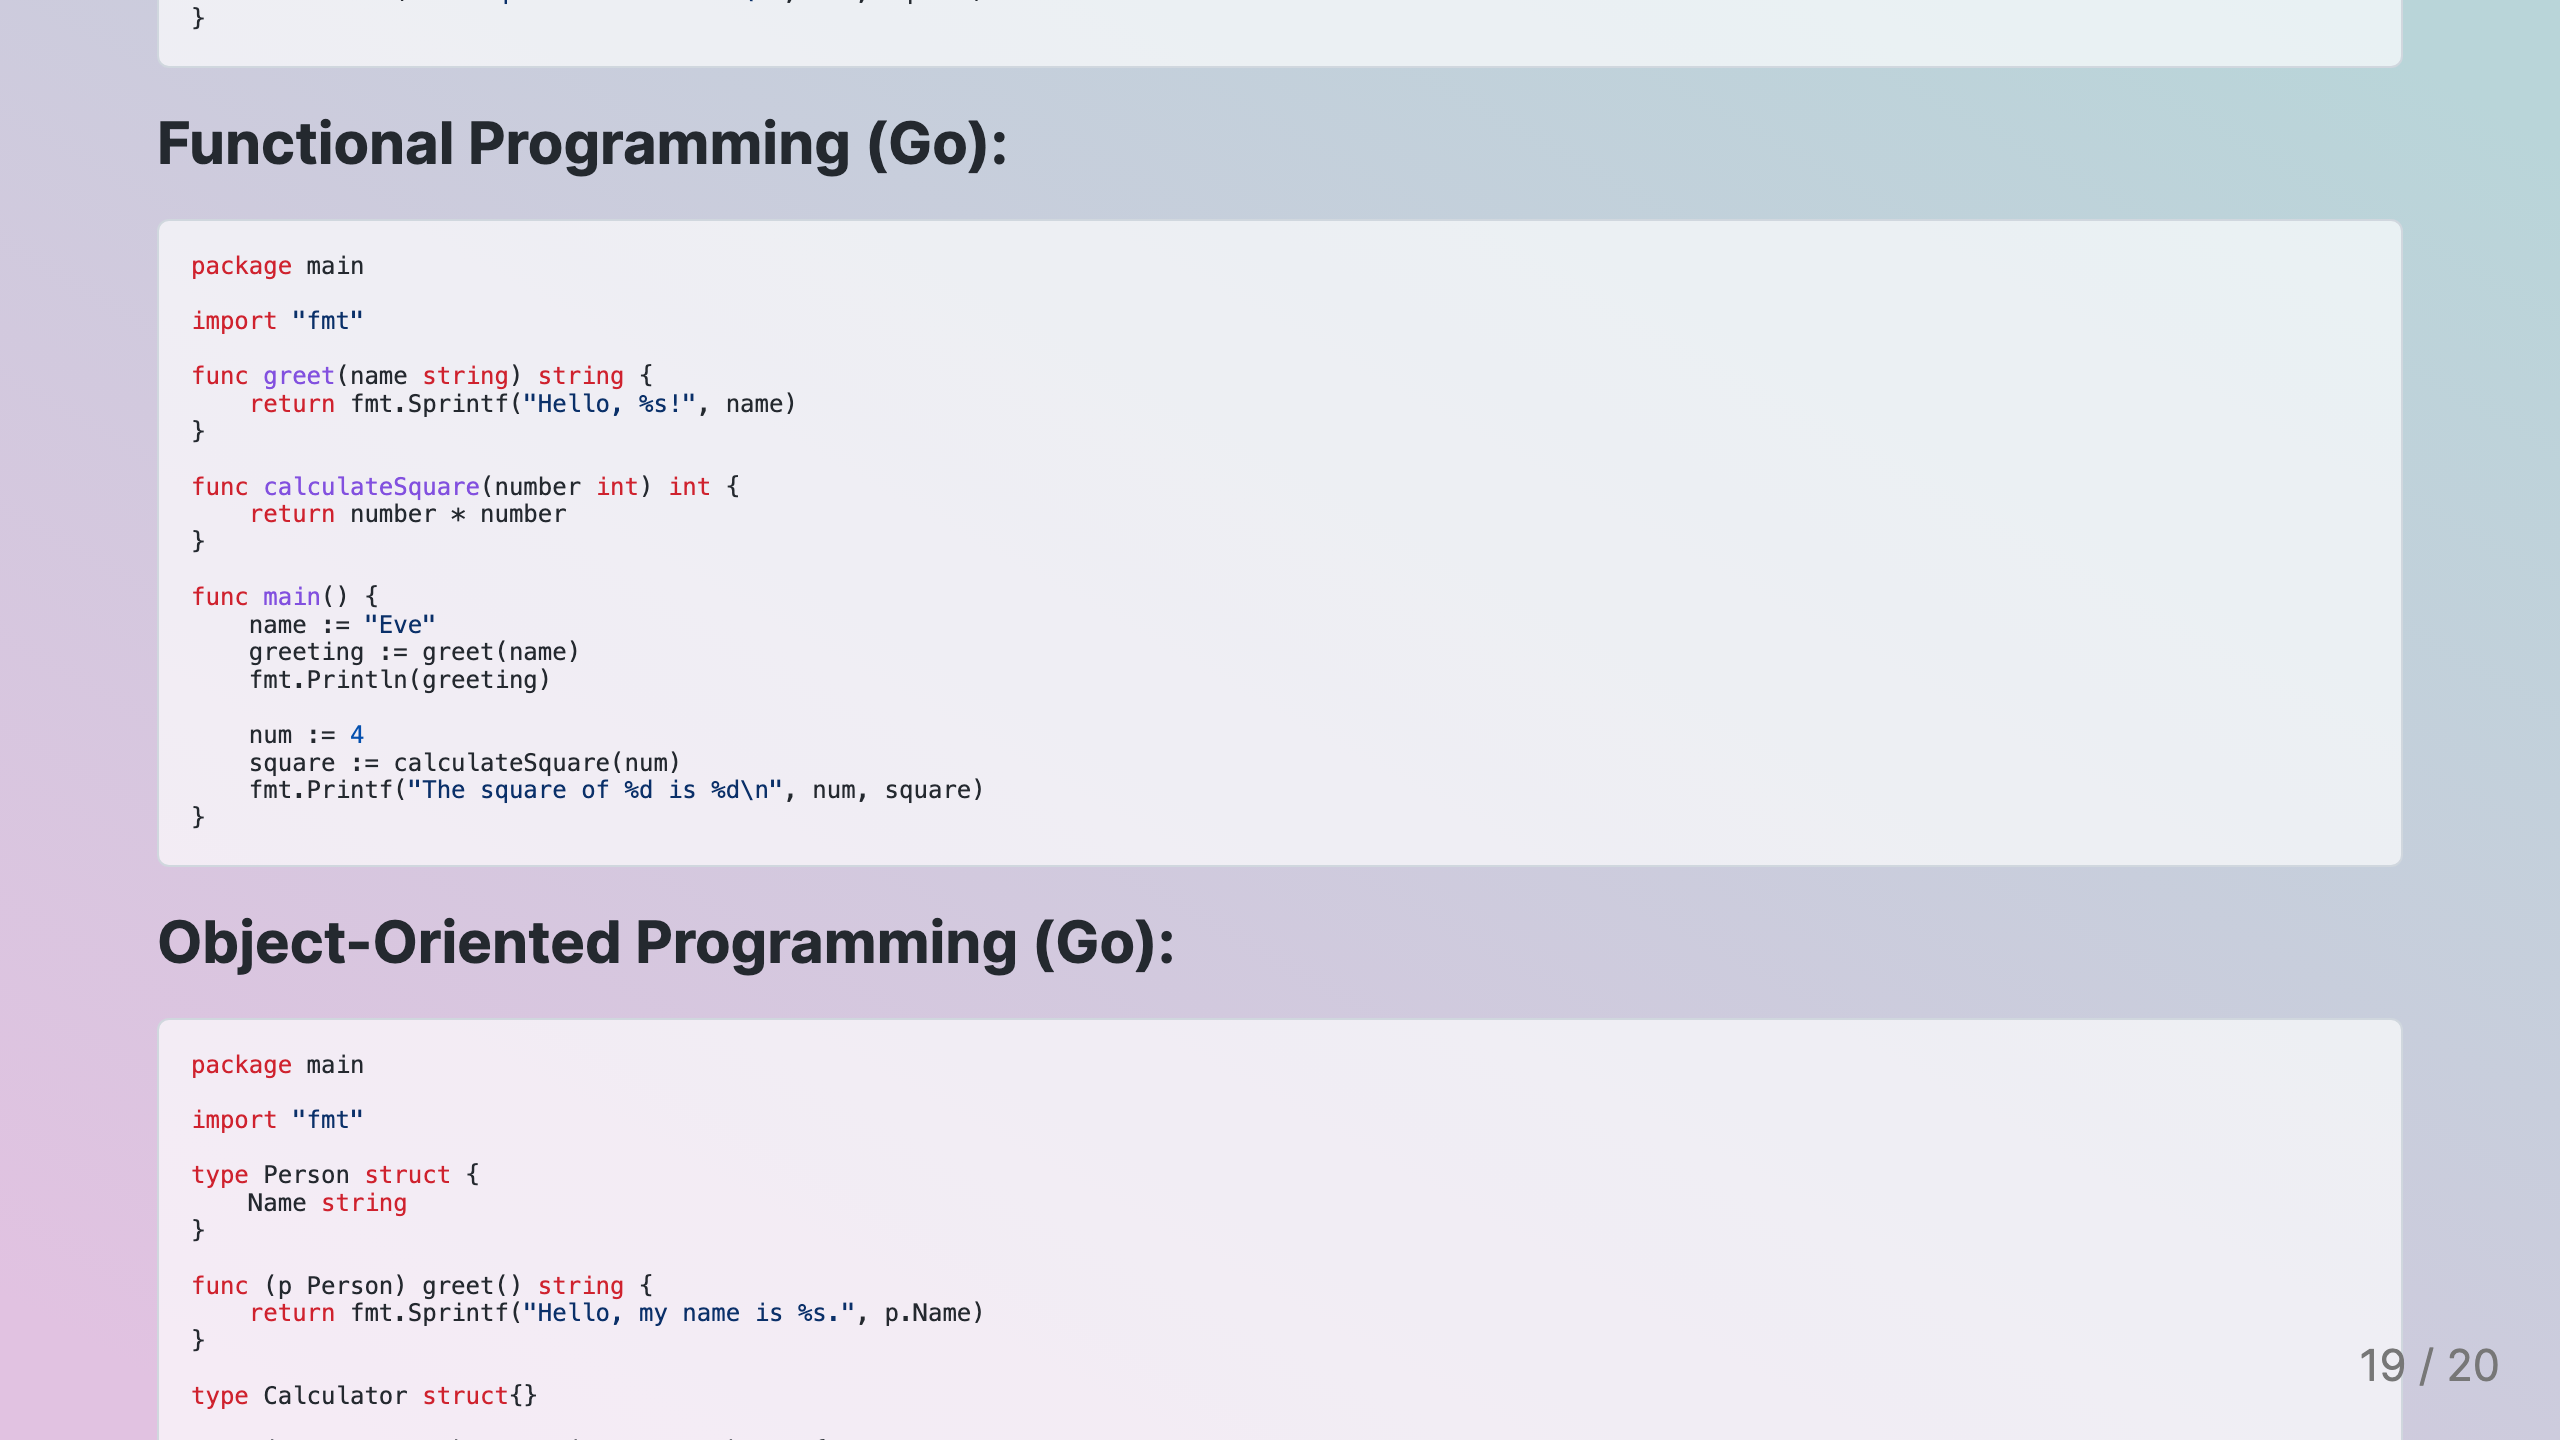 }
Functional Programming (Go):
package main
import "fmt"
func greet(name string) string {
    return fmt.Sprintf("Hello, %s!", name)
}
func calculateSquare(number int) int {
    return number * number
}
func main() {
    name := "Eve"
    greeting := greet(name)
    fmt.Println(greeting)
    num := 4
    square := calculateSquare(num)
    fmt.Printf("The square of %d is %d\n", num, square)
}
Object-Oriented Programming (Go):
package main
import "fmt"
type Person struct {
    Name string
}
func (p Person) greet() string {
    return fmt.Sprintf("Hello, my name is %s.", p.Name)
}
type Calculator struct{}
19 / 20